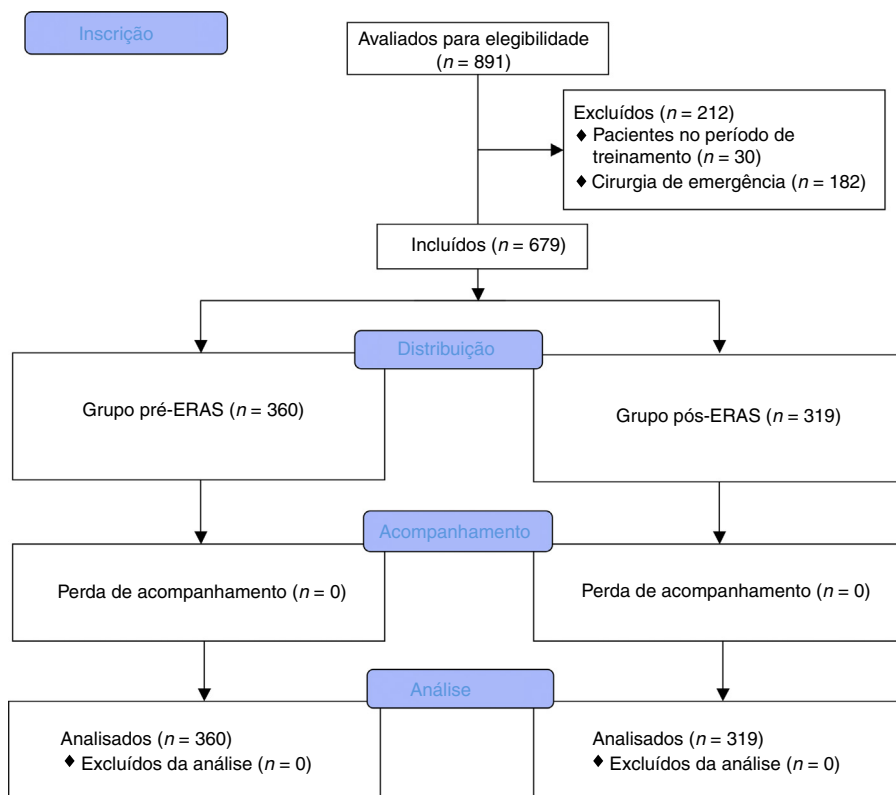 Inscrição
Avaliados para elegibilidade
(n = 891)
Excluídos (n = 212)
♦ Pacientes no período de
treinamento (n = 30)
♦ Cirurgia de emergência (n = 182)
Incluídos (n = 679)
Distribuição
Grupo pré-ERAS (n = 360)
Grupo pós-ERAS (n = 319)
Acompanhamento
Perda de acompanhamento (n = 0)
Perda de acompanhamento (n = 0)
Análise
Analisados (n = 360)
♦ Excluídos da análise (n = 0)
Analisados (n = 319)
♦ Excluídos da análise (n = 0)